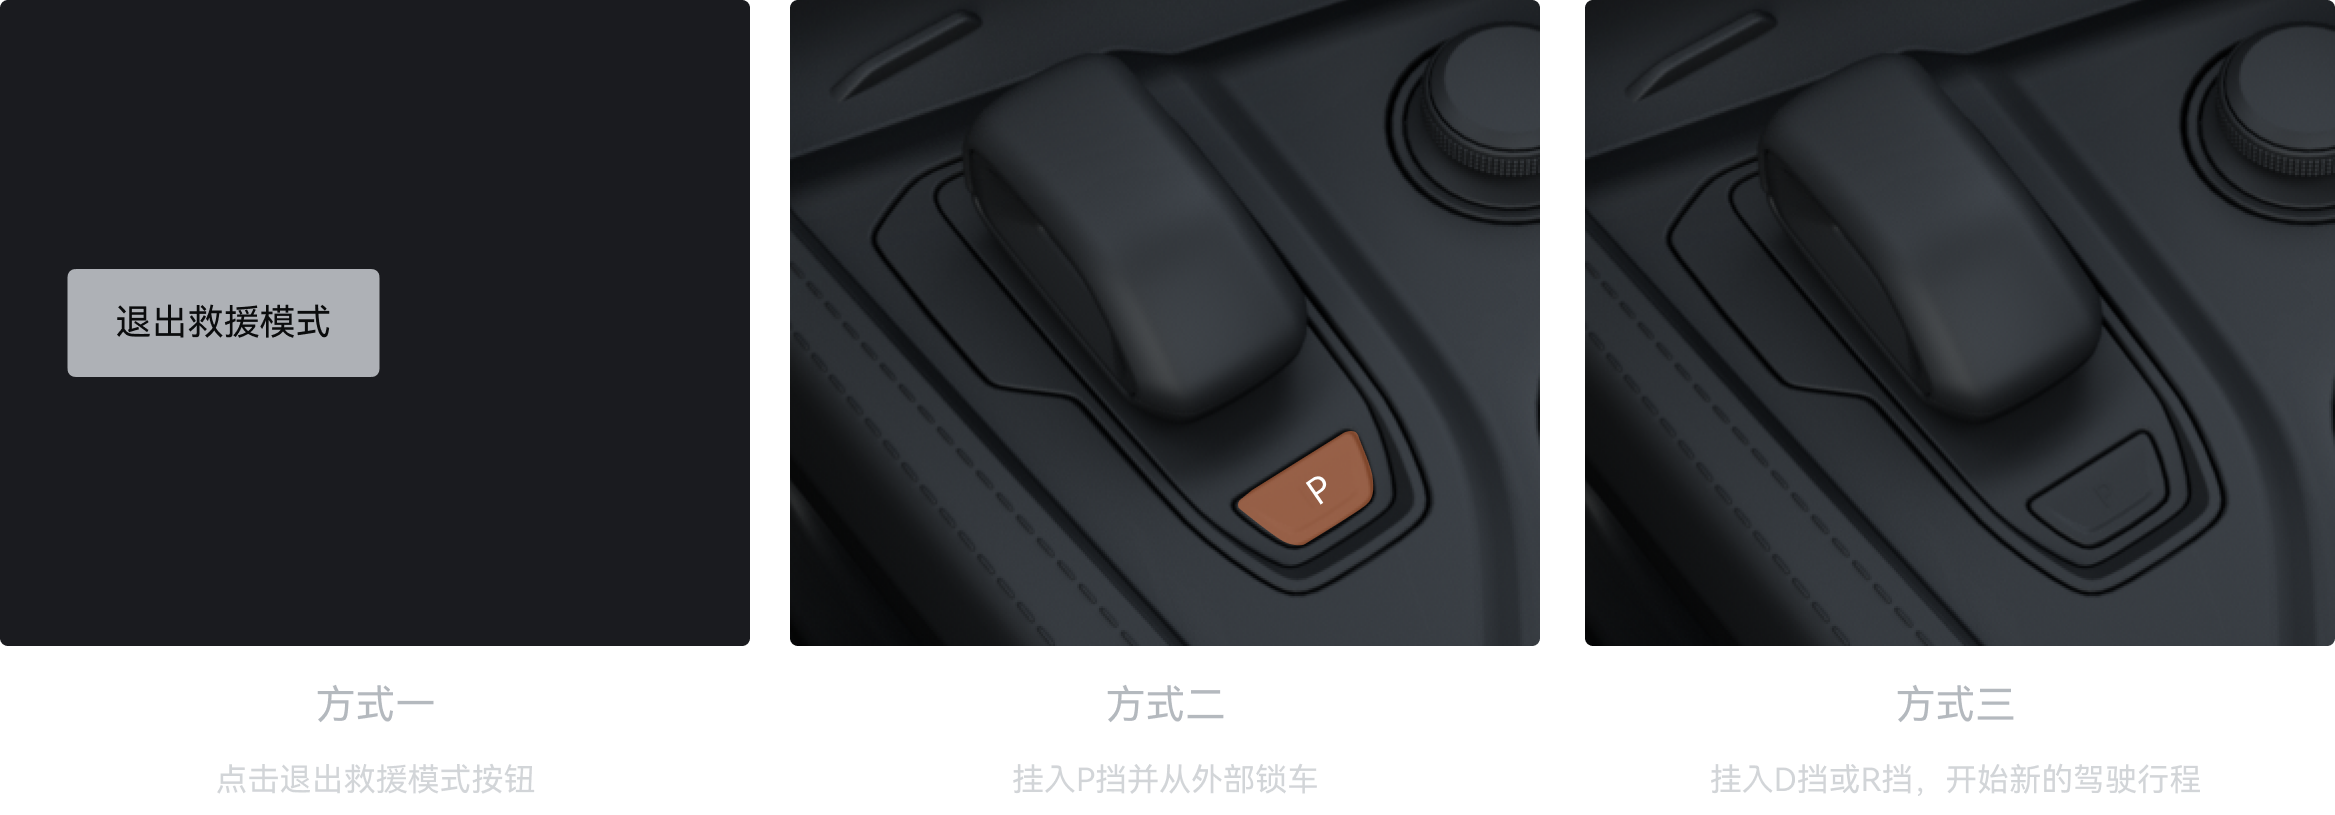 退出救援模式
P
方式一
点击退出救援模式按钮
方式二
挂入P挡并从外部锁车
方式三
挂入D挡或R挡，开始新的驾驶行程